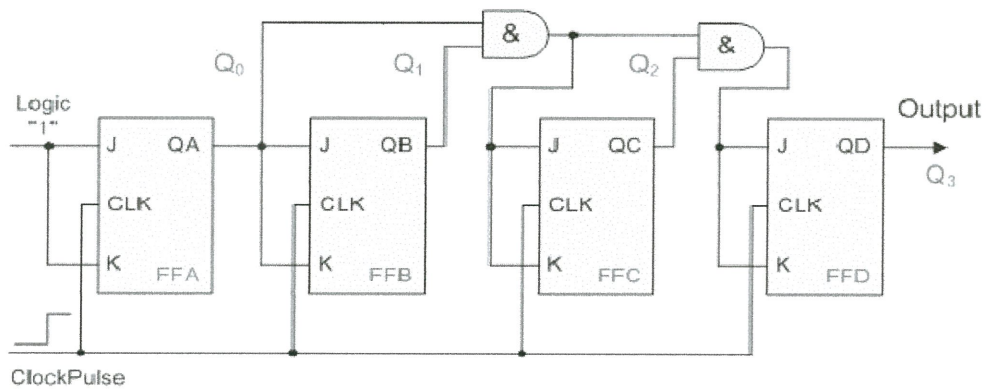 &
&
Q0
Q1
Q2
Logic
"1"
Output
J QA
J QB
J QC
J QD
Q3
CLK
CLK
CLK
CLK
K
K
K
K
FFA
FFB
FFC
FFD
ClockPulse